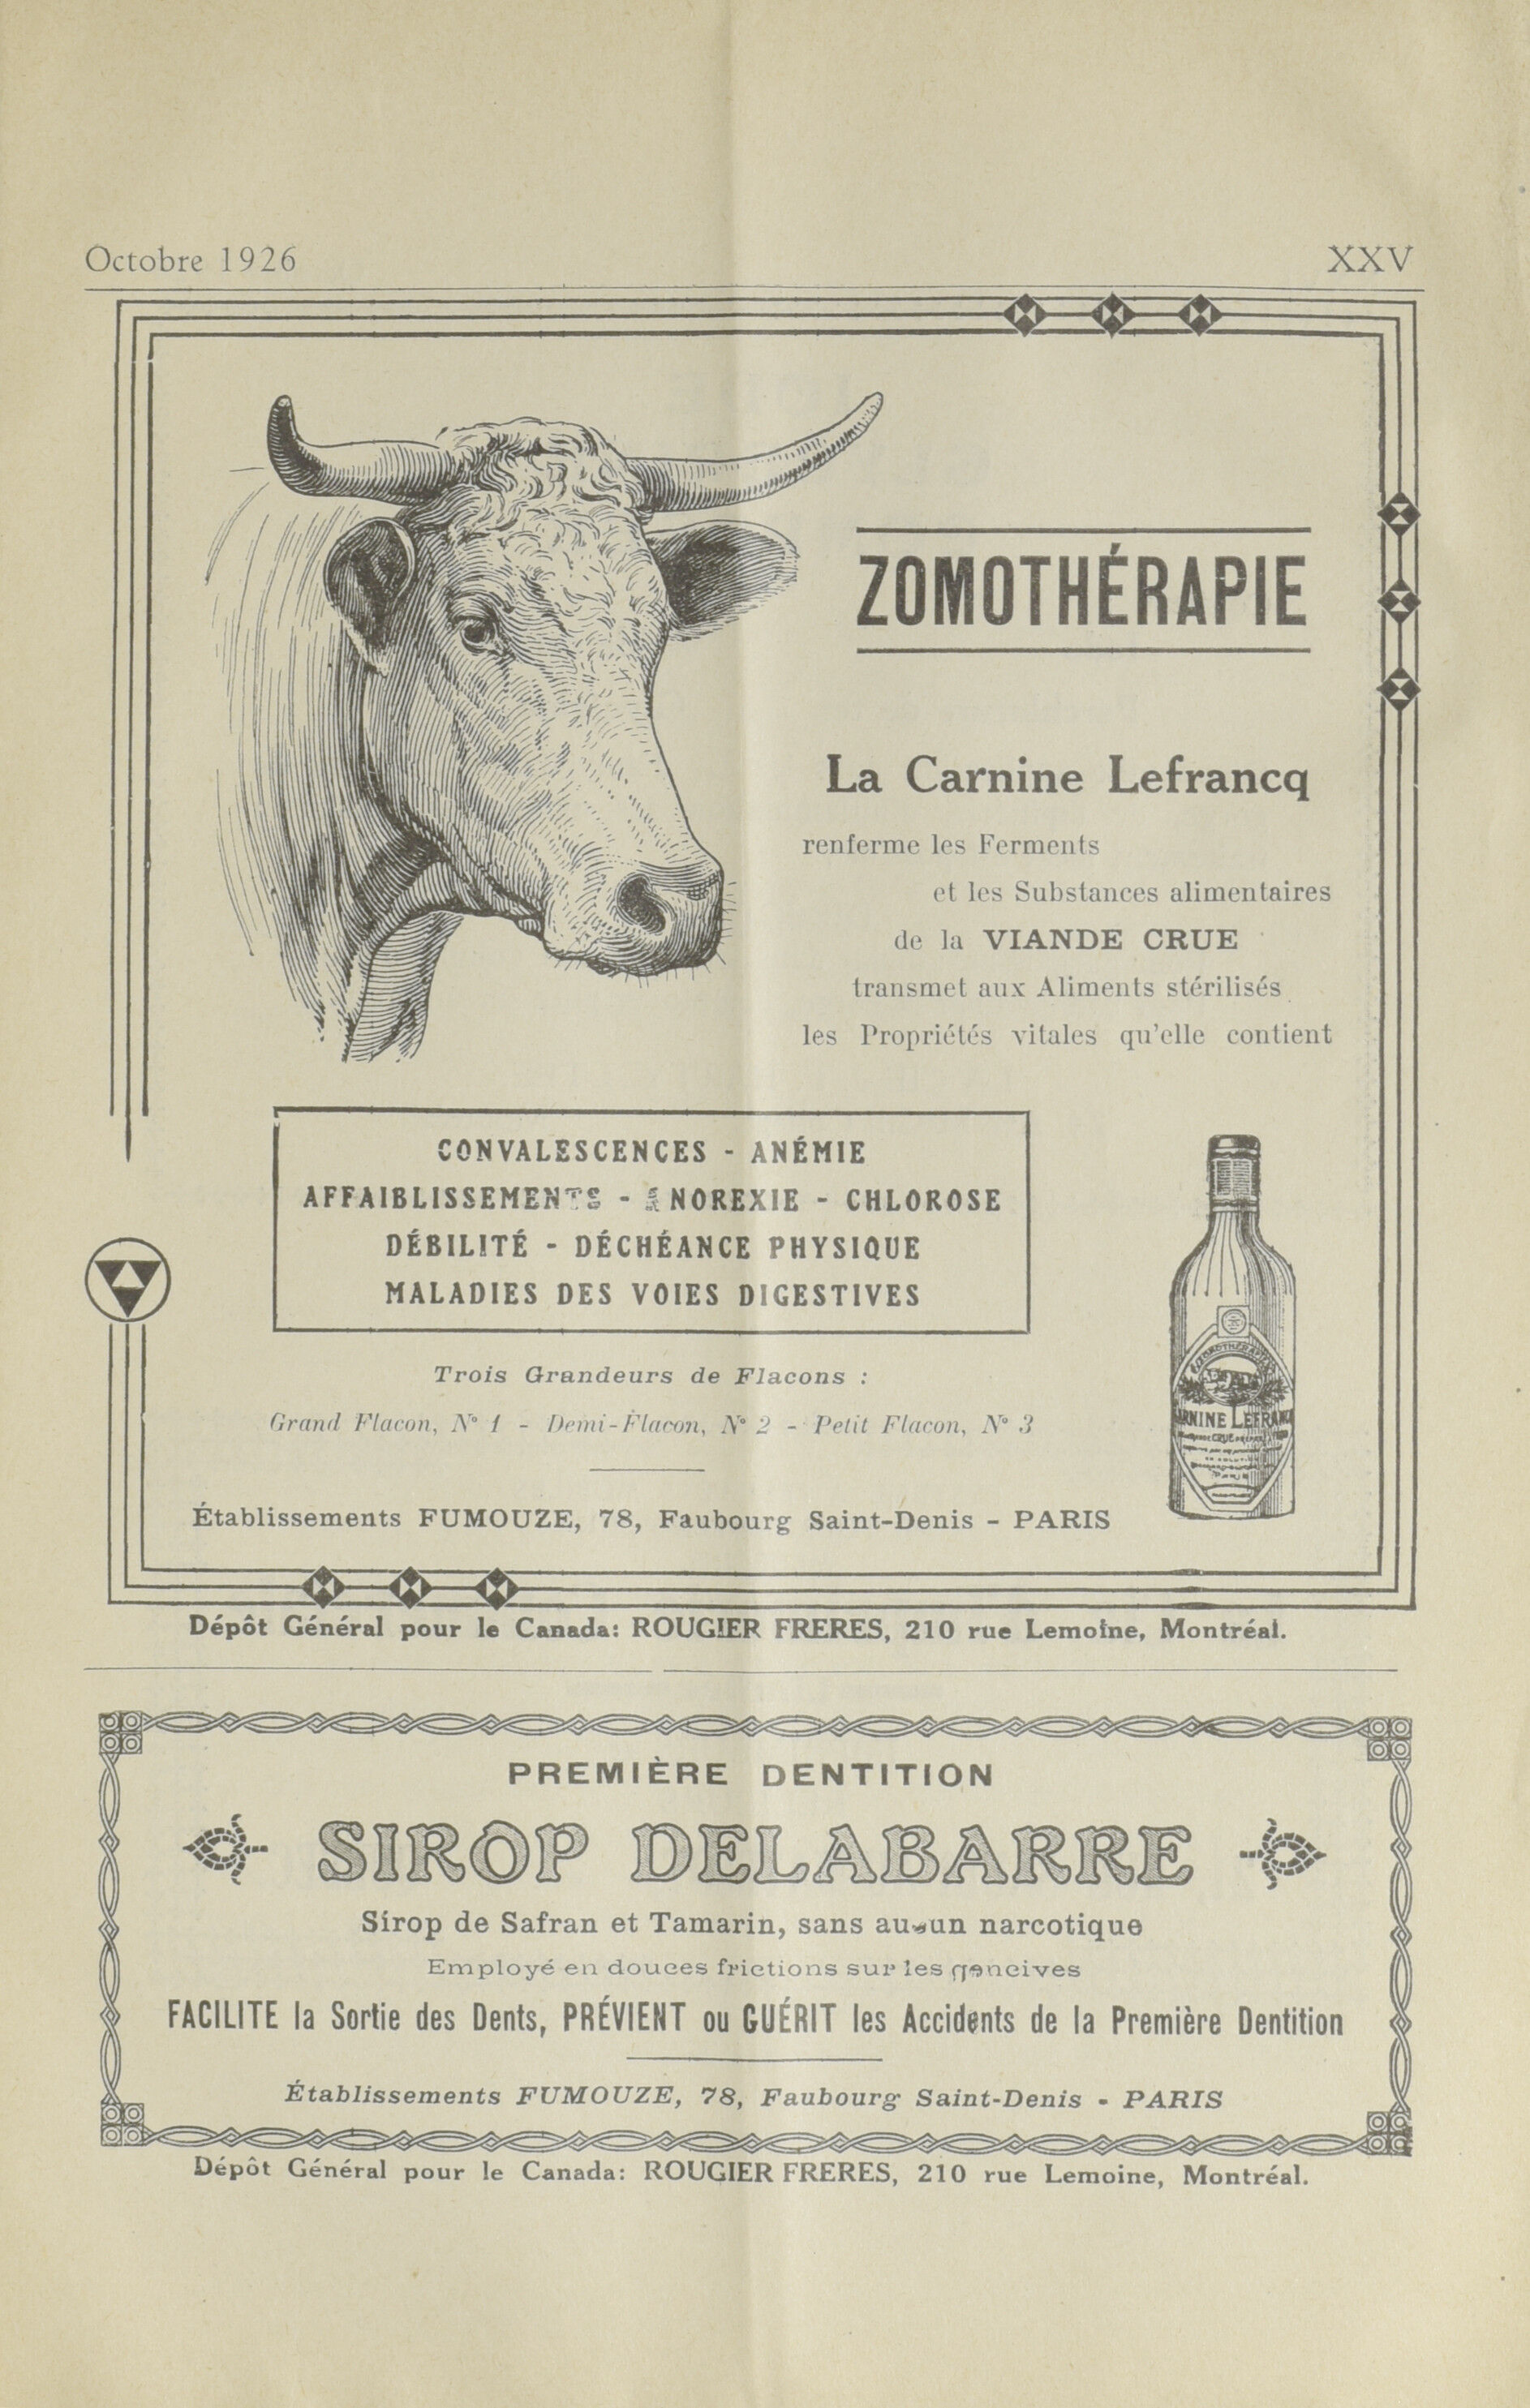 Octobre 1926 XXV
ZOMOTHÉRAPIE
La Carnine Lefrancq
renferme les Ferments
et les Substances alimentaires
de la VIANDE CRUE
transmet aux Aliments stérilisés
les Propriétés vitales qu'elle contient
CONVALESCENCES - ANÉMIE
AFFAIBLISSEMENTS - ANOREXIE - CHLOROSE
DÉBILITÉ - DÉCHÉANCE PHYSIQUE
MALADIES DES VOIES DIGESTIVES
Trois Grandeurs de Flacons :
Grand Flacon, N° 1 - Demi-Flacon, N° 2 - Petit Flacon, N° 3
Établissements FUMOUZE, 78, Faubourg Saint-Denis - PARIS
Dépôt Général pour le Canada: ROUGIER FRERES, 210 rue Lemoine, Montréal.
PREMIÈRE DENTITION
SIROP DELABARRE
Sirop de Safran et Tamarin, sans aucun narcotique
Employé en douces frictions sur les gencives
FACILITE la Sortie des Dents, PRÉVIENT ou GUÉRIT les Accidents de la Première Dentition
Établissements FUMOUZE, 78, Faubourg Saint-Denis - PARIS
Dépôt Général pour le Canada: ROUGIER FRERES, 210 rue Lemoine, Montréal.